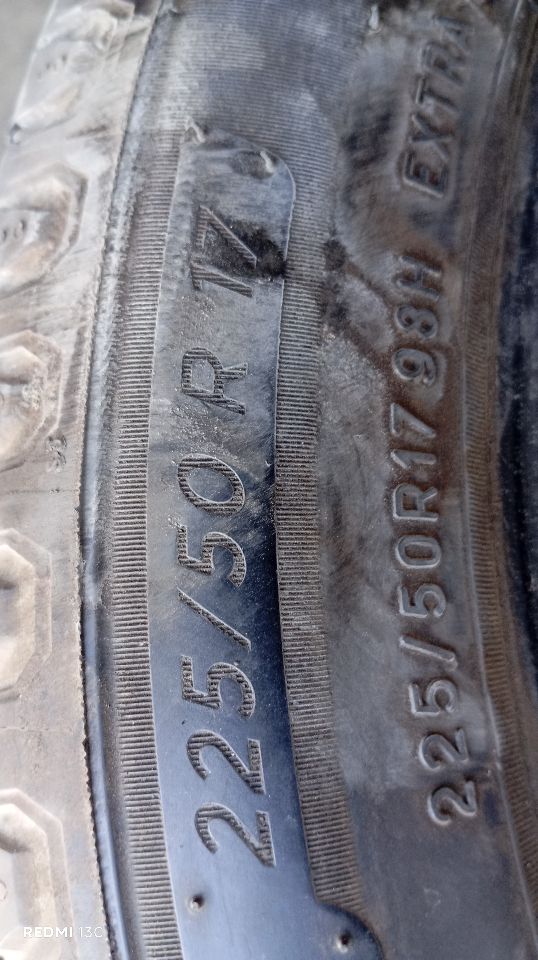 225/50 R 17
225/50R17 98H EXTRA
REDMI 13C